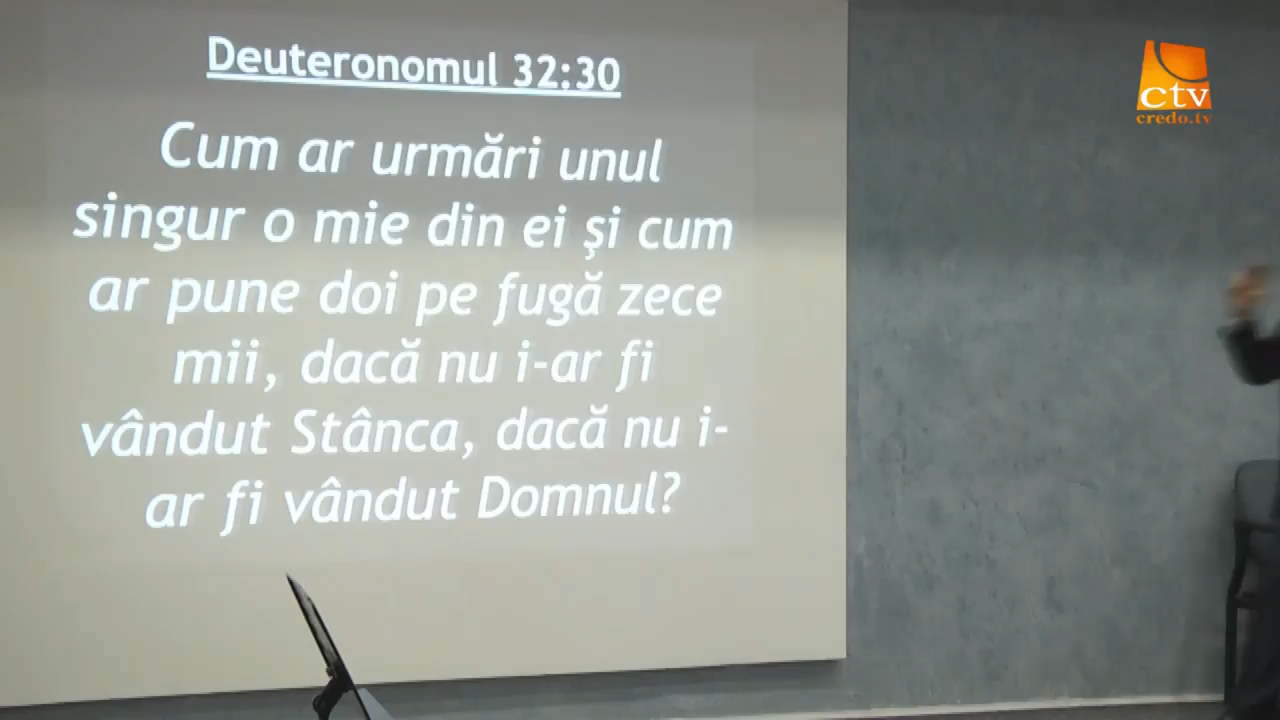 Deuteronomul 32:30
Cum ar urmări unul
singur o mie din ei şi cum
ar pune doi pe fugă zece
mii, dacă nu i-ar fi
vândut Stânca, dacă nu i-
ar fi vândut Domnul?
ctv
credo.tv